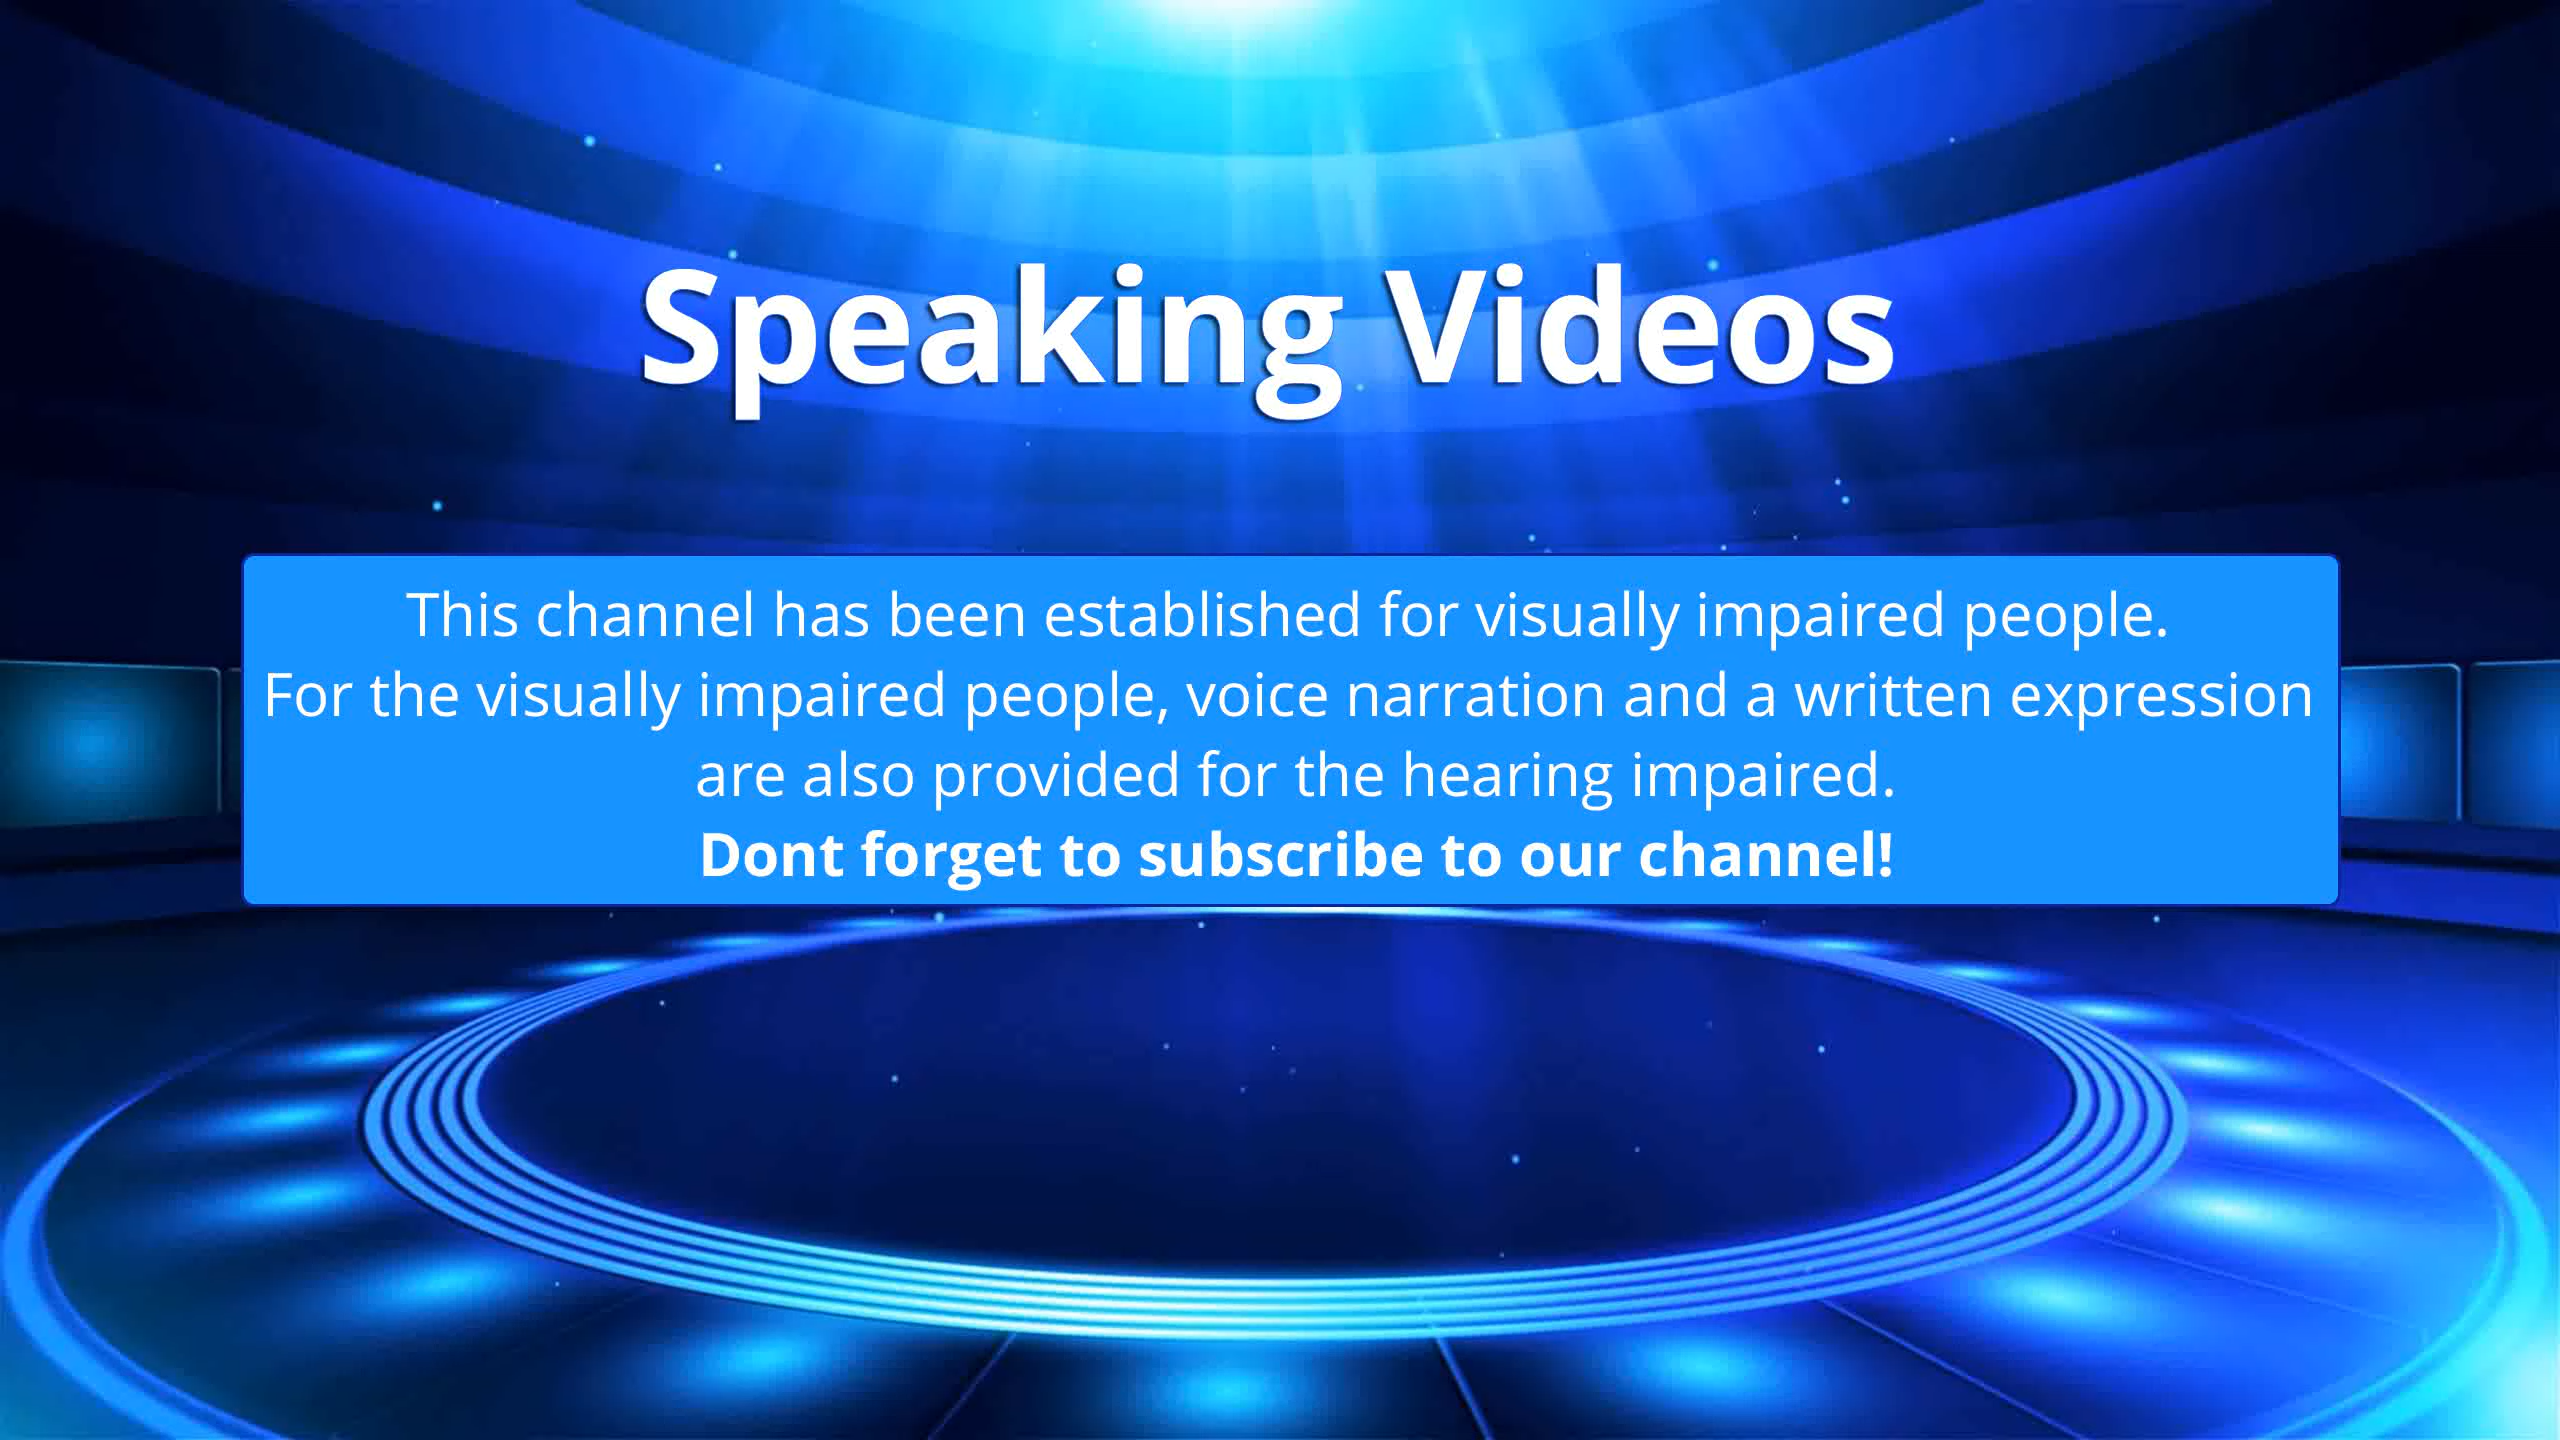 Speaking Videos
This channel has been established for visually impaired people.
For the visually impaired people, voice narration and a written expression
are also provided for the hearing impaired.
Dont forget to subscribe to our channel!